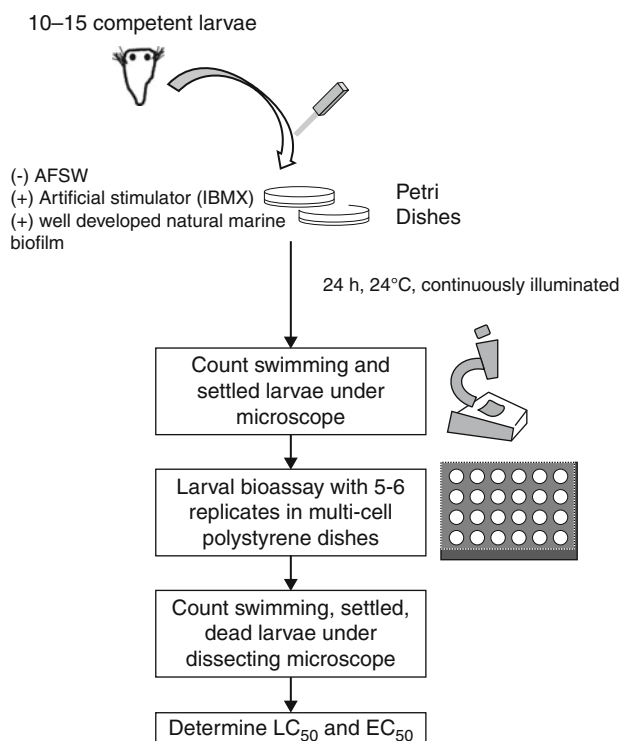 10–15 competent larvae
(-) AFSW
(+) Artificial stimulator (IBMX)
(+) well developed natural marine
biofilm
Petri
Dishes
24 h, 24°C, continuously illuminated
Count swimming and
settled larvae under
microscope
Larval bioassay with 5-6
replicates in multi-cell
polystyrene dishes
Count swimming, settled,
dead larvae under
dissecting microscope
Determine LC50 and EC50